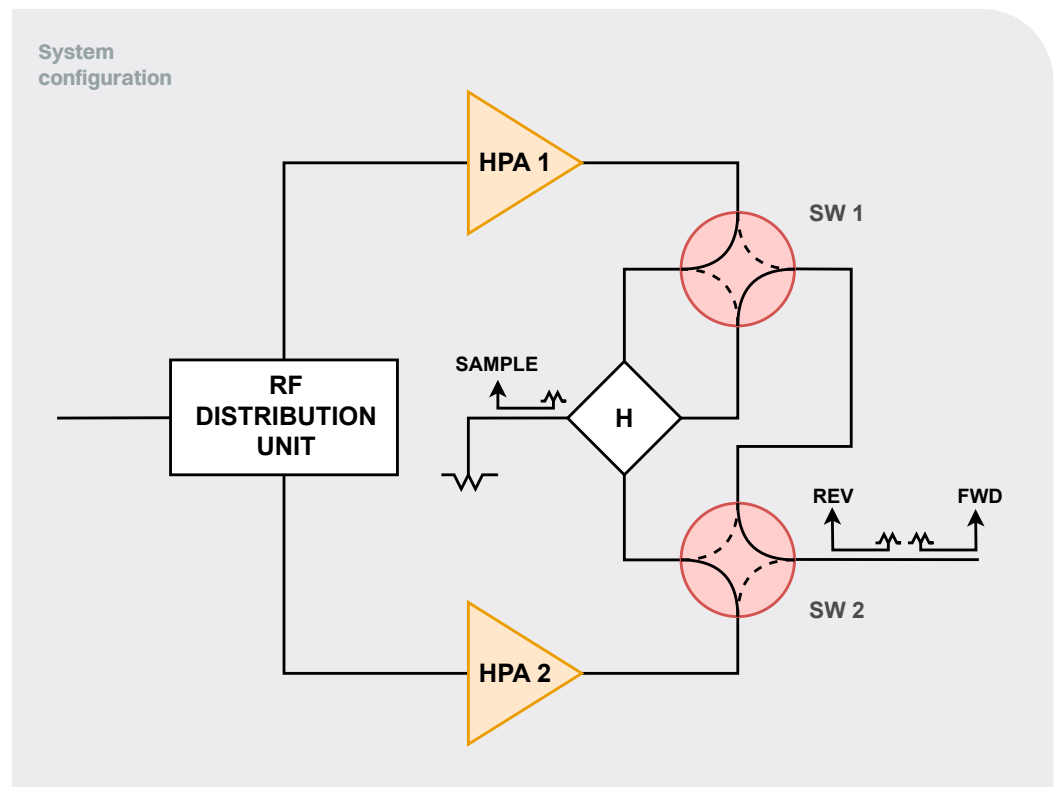 System
configuration
HPA 1
SW 1
SAMPLE
RF
DISTRIBUTION
UNIT
H
REV
FWD
SW 2
HPA 2